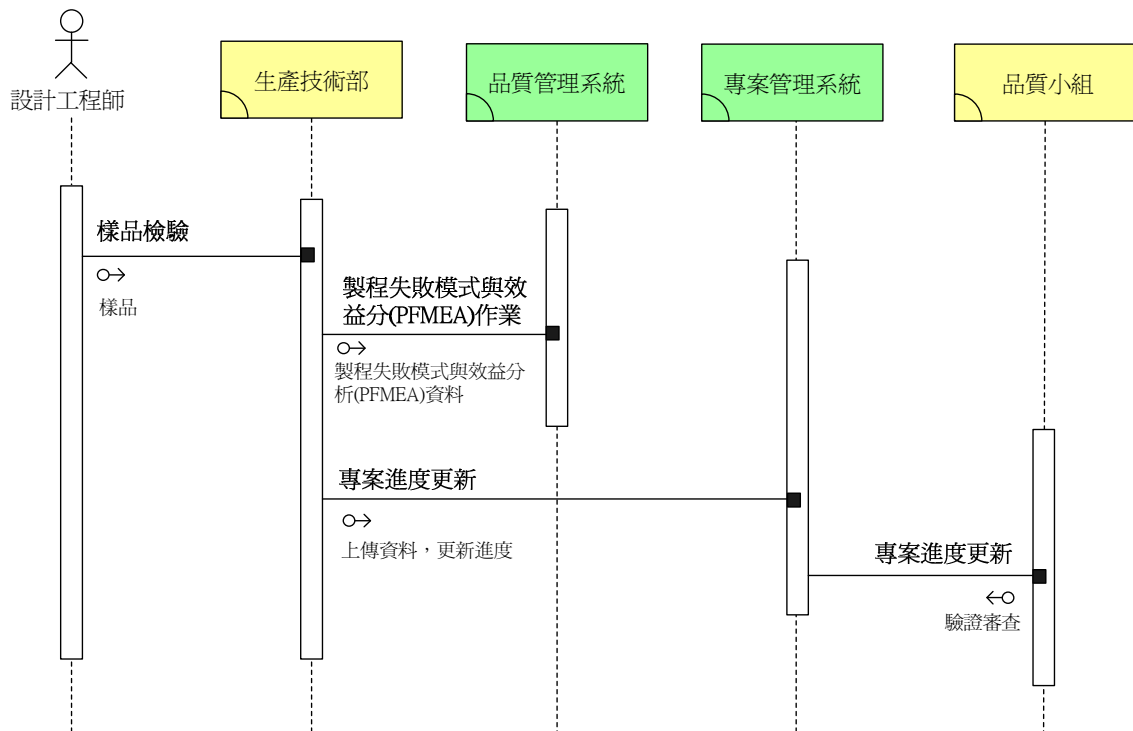 設計工程師
生產技術部
品質管理系統
專案管理系統
品質小組
樣品檢驗
樣品
製程失敗模式與效
益分(PFMEA)作業
製程失敗模式與效益分
析(PFMEA)資料
專案進度更新
上傳資料，更新進度
專案進度更新
驗證審查